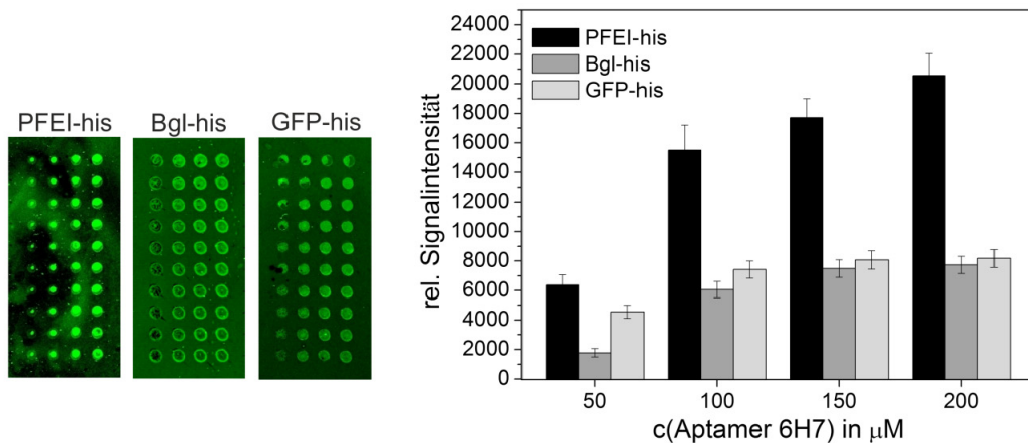 PFEI-his Bgl-his GFP-his
rel. Signalintensität
24000
22000
20000
18000
16000
14000
12000
10000
8000
6000
4000
2000
0
PFEI-his
Bgl-his
GFP-his
50 100 150 200
c(Aptamer 6H7) in μM